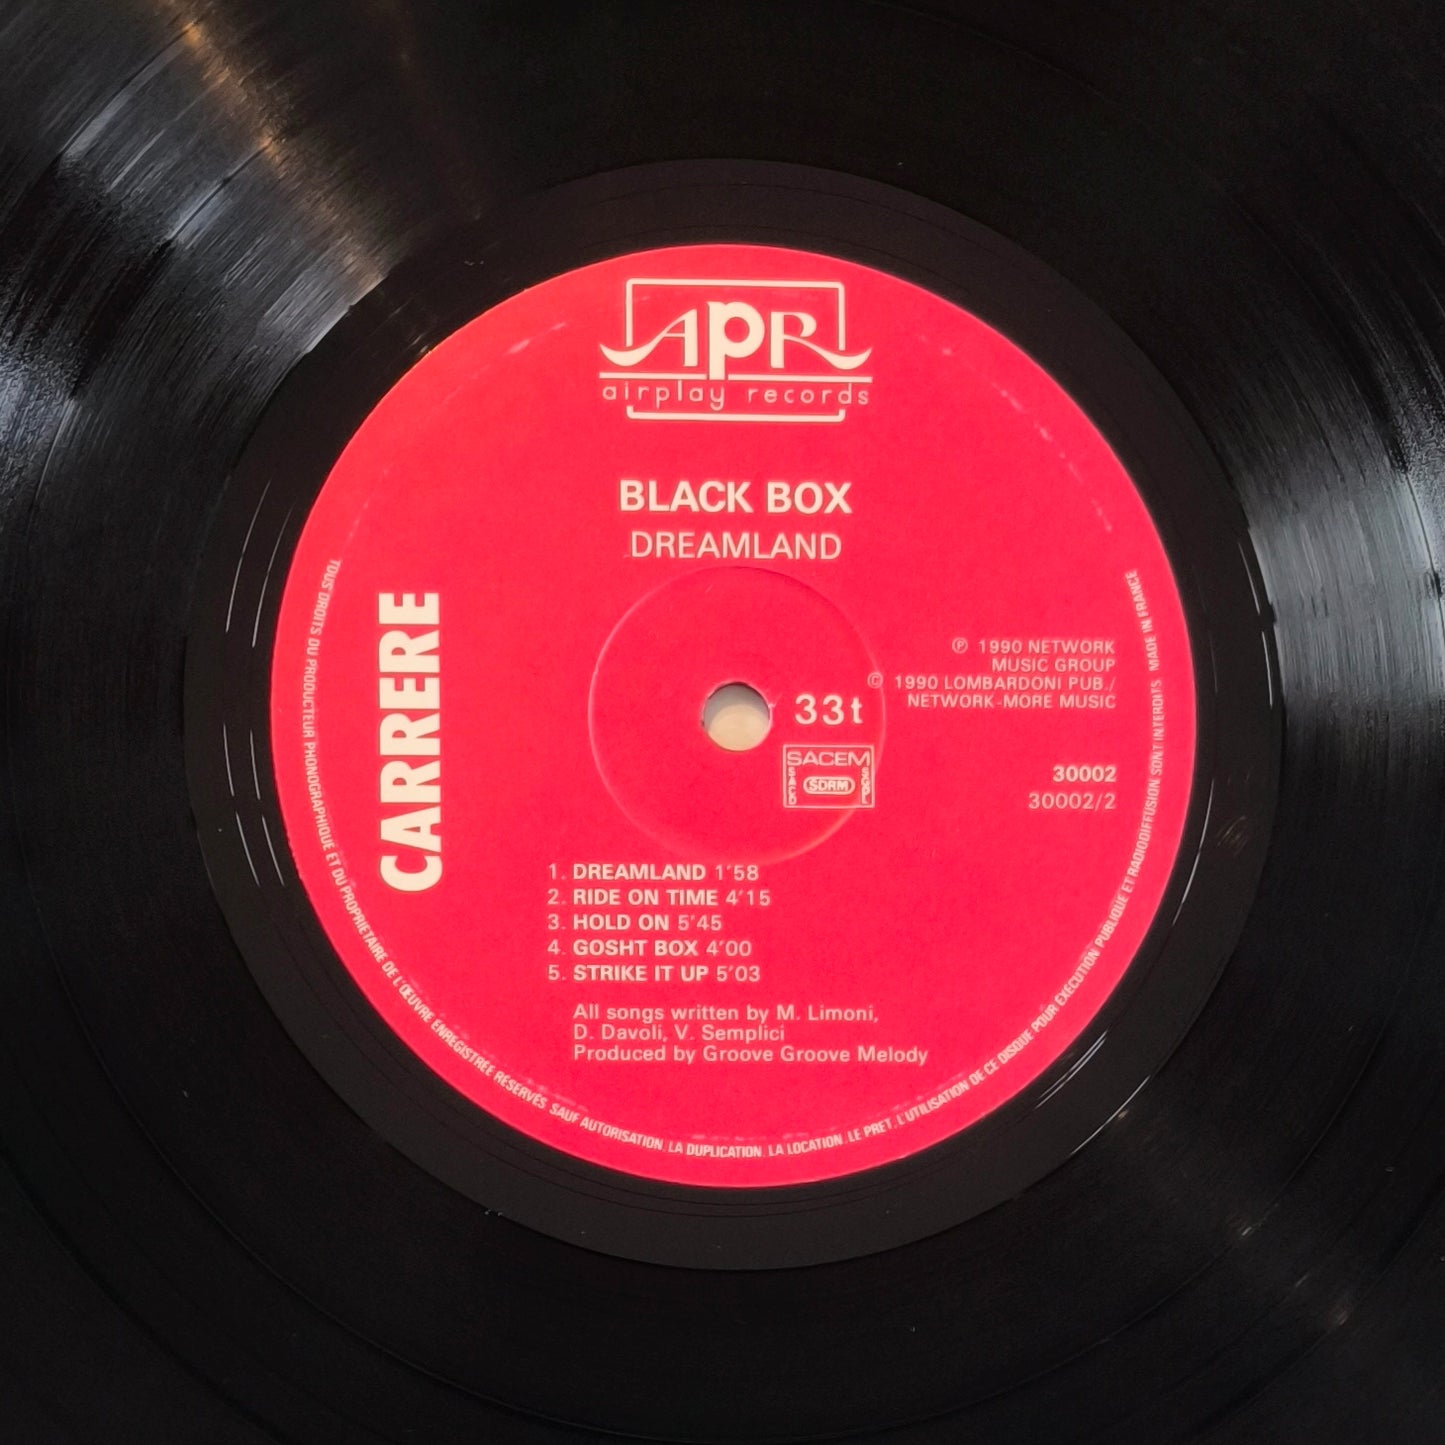 APR
airplay records
BLACK BOX
DREAMLAND
CARRERE
℗ 1990 NETWORK
MUSIC GROUP
© 1990 LOMBARDONI PUB./
NETWORK-MORE MUSIC
33t
SACEM
SACD
SDRM
SGDL
30002
30002/2
1. DREAMLAND 1'58
2. RIDE ON TIME 4'15
3. HOLD ON 5'45
4. GOSHT BOX 4'00
5. STRIKE IT UP 5'03
All songs written by M. Limoni,
D. Davoli, V. Semplici
Produced by Groove Groove Melody
TOUS DROITS DU PRODUCTEUR PHONOGRAPHIQUE ET DU PROPRIETAIRE DE L'ŒUVRE ENREGISTREE RÉSERVÉS. SAUF AUTORISATION, LA DUPLICATION, LA LOCATION, LE PRET, L'UTILISATION DE CE DISQUE POUR EXECUTION PUBLIQUE ET RADIODIFFUSION SONT INTERDITS. MADE IN FRANCE